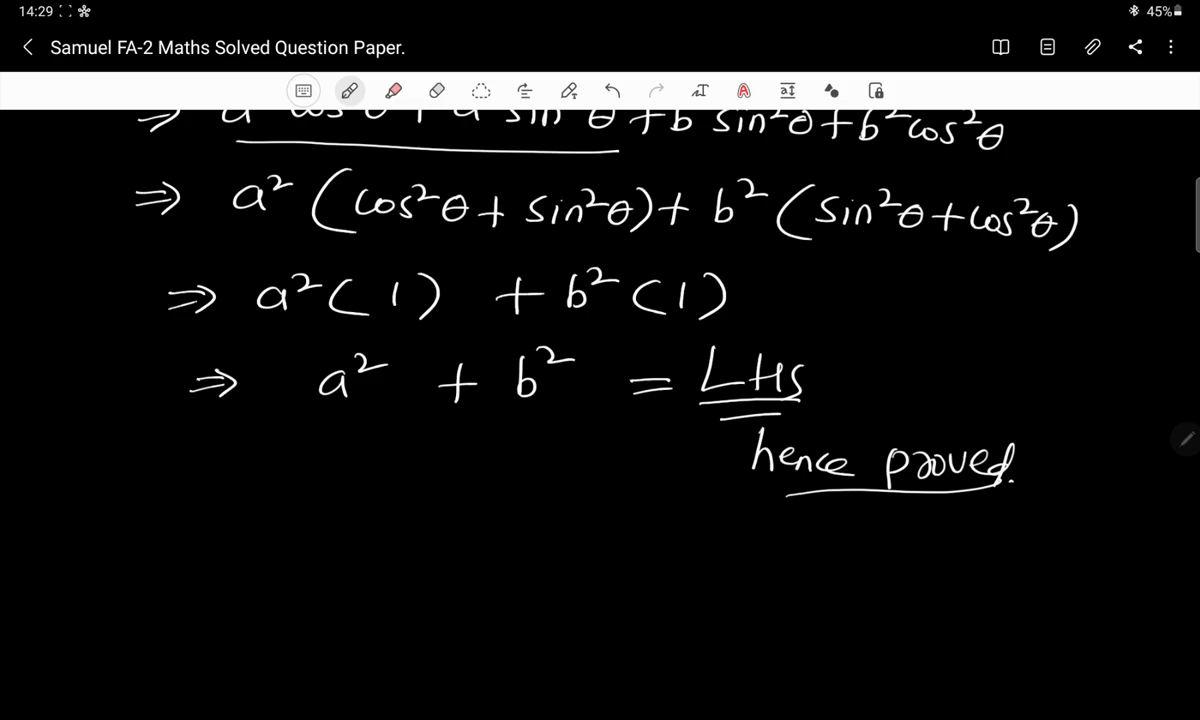 14:29
45%
Samuel FA-2 Maths Solved Question Paper.
sin²θ + b²cos²θ
⇒ a² (cos²θ + sin²θ) + b² (sin²θ + cos²θ)
⇒ a² (1) + b² (1)
⇒ a² + b² = LHS
hence proved.